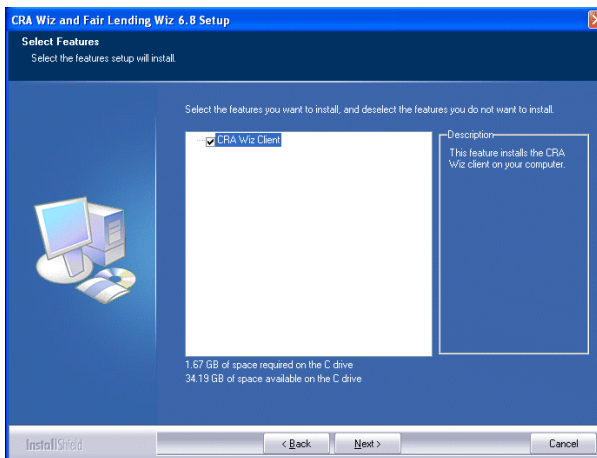 CRA Wiz and Fair Lending Wiz 6.8 Setup
Select Features
Select the features setup will install.
Select the features you want to install, and deselect the features you do not want to install.
CRA Wiz Client
Description
This feature installs the CRA
Wiz client on your computer.
1.67 GB of space required on the C drive
34.19 GB of space available on the C drive
InstallShield
< Back
Next >
Cancel